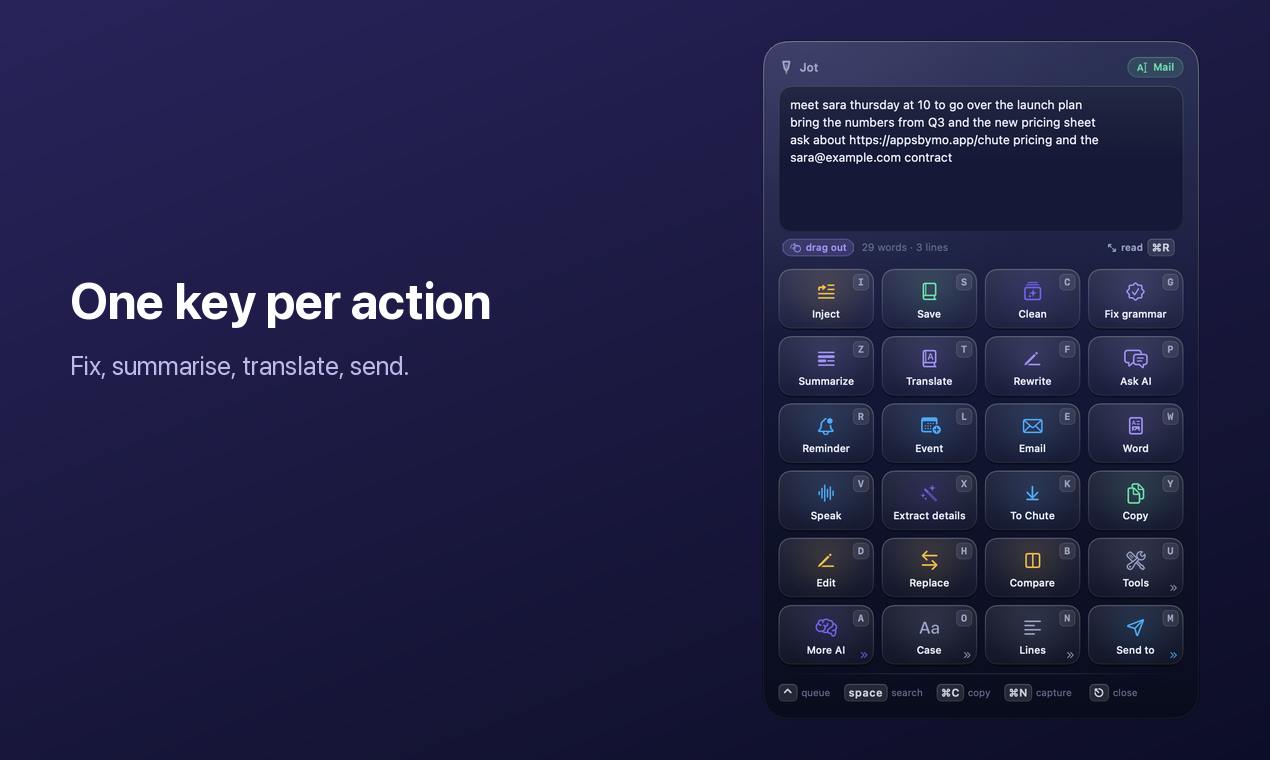 One key per action
Fix, summarise, translate, send.
Jot
Mail
meet sara thursday at 10 to go over the launch plan
bring the numbers from Q3 and the new pricing sheet
ask about https://appsbymo.app/chute pricing and the
sara@example.com contract
drag out 29 words · 3 lines read ⌘R
I S C G
Inject Save Clean Fix grammar
Z T F P
Summarize Translate Rewrite Ask AI
R L E W
Reminder Event Email Word
V X K Y
Speak Extract details To Chute Copy
D H B U
Edit Replace Compare Tools »
A O N M
Aa
More AI » Case » Lines » Send to »
^ queue space search ⌘C copy ⌘N capture close